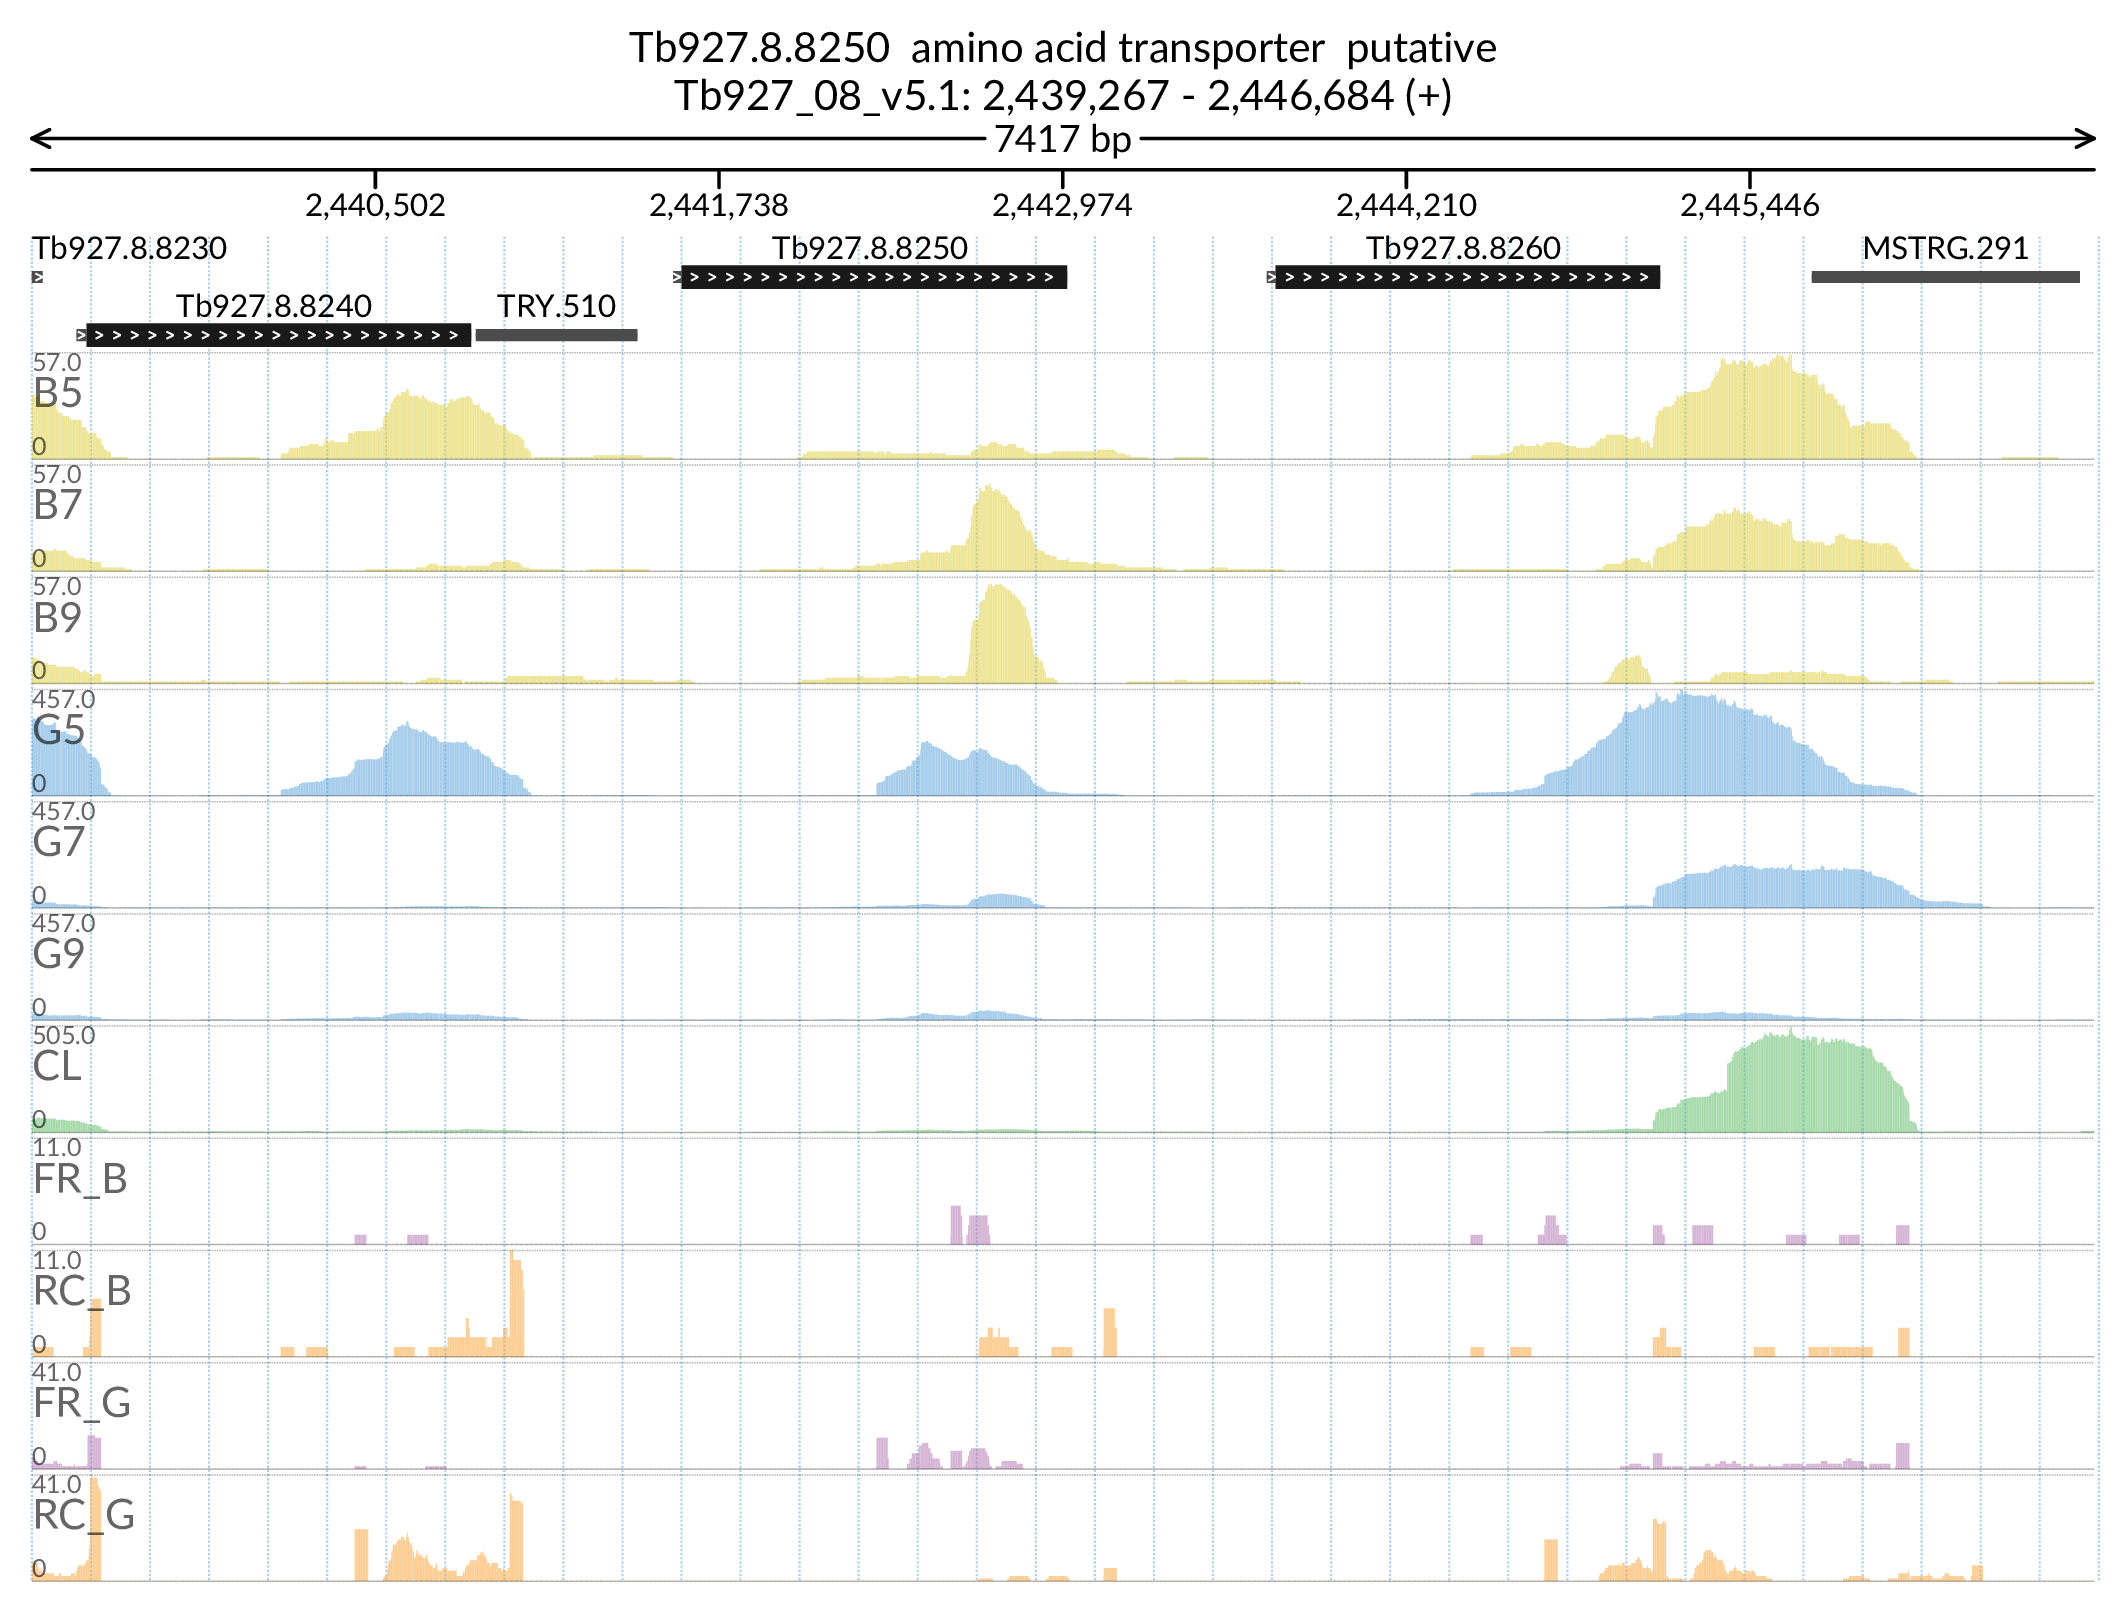 Tb927.8.8250 amino acid transporter putative
Tb927_08_v5.1: 2,439,267 - 2,446,684 (+)
7417 bp
2,440,502 2,441,738 2,442,974 2,444,210 2,445,446
Tb927.8.8230 Tb927.8.8250 Tb927.8.8260 MSTRG.291
Tb927.8.8240 TRY.510
57.0
B5
0
57.0
B7
0
57.0
B9
0
457.0
G5
0
457.0
G7
0
457.0
G9
0
505.0
CL
0
11.0
FR_B
0
11.0
RC_B
0
41.0
FR_G
0
41.0
RC_G
0